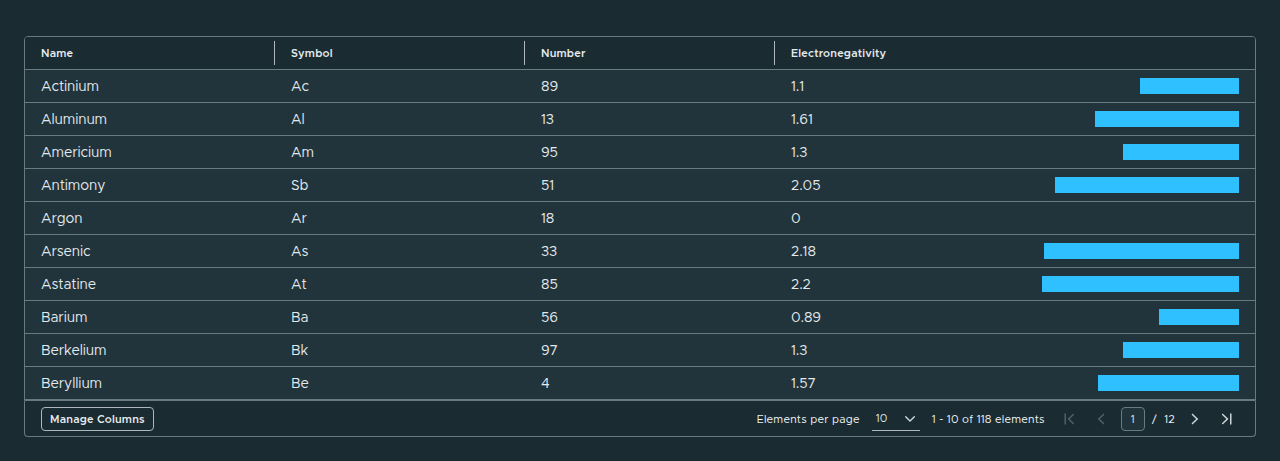 Name Symbol Number Electronegativity
Actinium Ac 89 1.1
Aluminum Al 13 1.61
Americium Am 95 1.3
Antimony Sb 51 2.05
Argon Ar 18 0
Arsenic As 33 2.18
Astatine At 85 2.2
Barium Ba 56 0.89
Berkelium Bk 97 1.3
Beryllium Be 4 1.57
Manage Columns Elements per page 10 1 - 10 of 118 elements 1 / 12